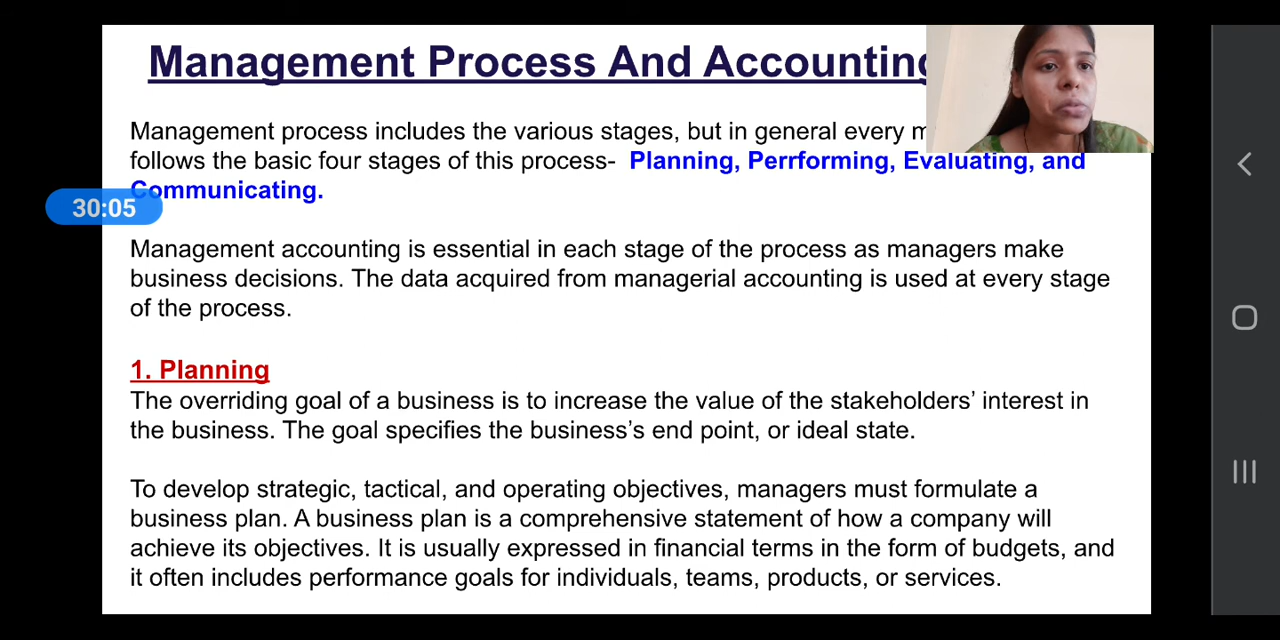 Management Process And Accounting
Management process includes the various stages, but in general every
follows the basic four stages of this process- Planning, Perrforming, Evaluating, and
Communicating.
30:05
Management accounting is essential in each stage of the process as managers make
business decisions. The data acquired from managerial accounting is used at every stage
of the process.
1. Planning
The overriding goal of a business is to increase the value of the stakeholders’ interest in
the business. The goal specifies the business’s end point, or ideal state.
To develop strategic, tactical, and operating objectives, managers must formulate a
business plan. A business plan is a comprehensive statement of how a company will
achieve its objectives. It is usually expressed in financial terms in the form of budgets, and
it often includes performance goals for individuals, teams, products, or services.